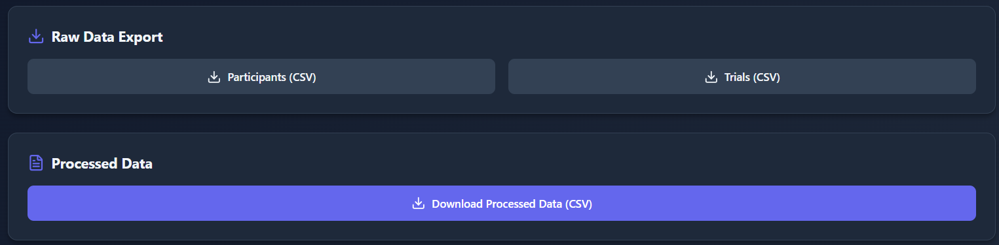 Raw Data Export
Participants (CSV)
Trials (CSV)
Processed Data
Download Processed Data (CSV)